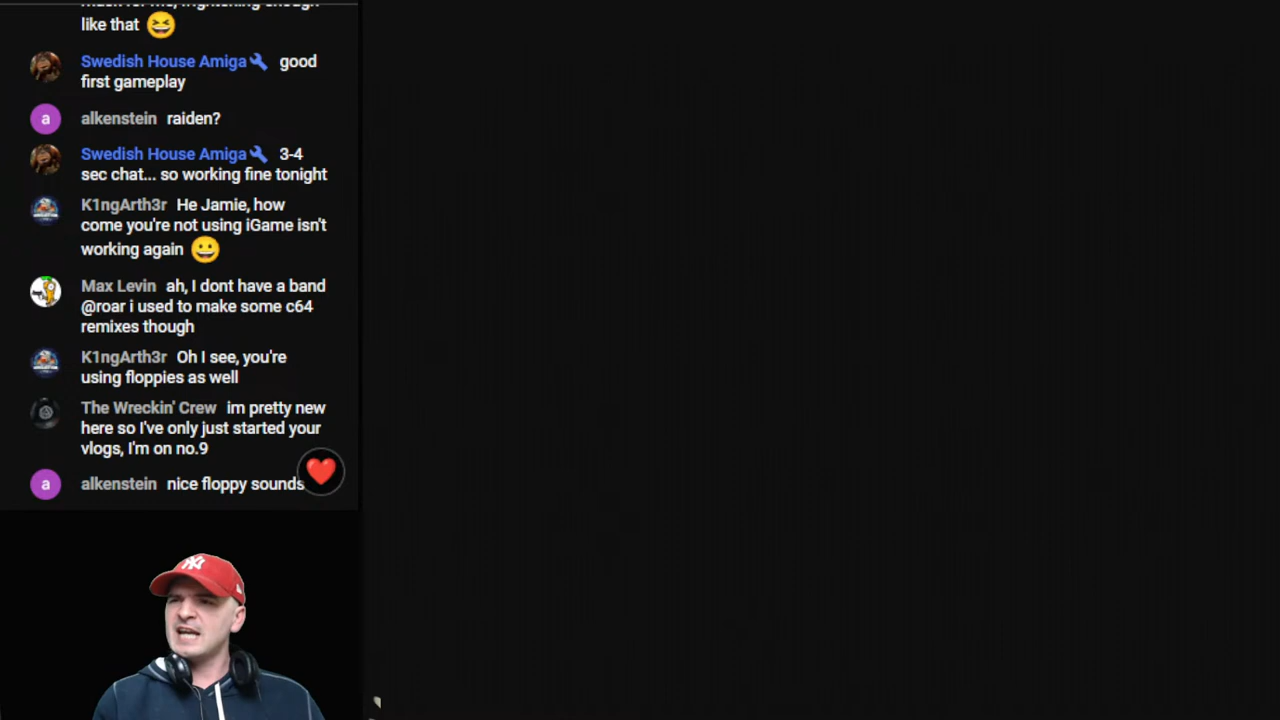 like that 😆
Swedish House Amiga🔧 good
first gameplay
a alkenstein raiden?
Swedish House Amiga🔧 3-4
sec chat... so working fine tonight
K1ngArth3r He Jamie, how
come you're not using iGame isn't
working again 😀
Max Levin ah, I dont have a band
@roar i used to make some c64
remixes though
K1ngArth3r Oh I see, you're
using floppies as well
The Wreckin' Crew im pretty new
here so I've only just started your
vlogs, I'm on no.9
a alkenstein nice floppy sounds
NY